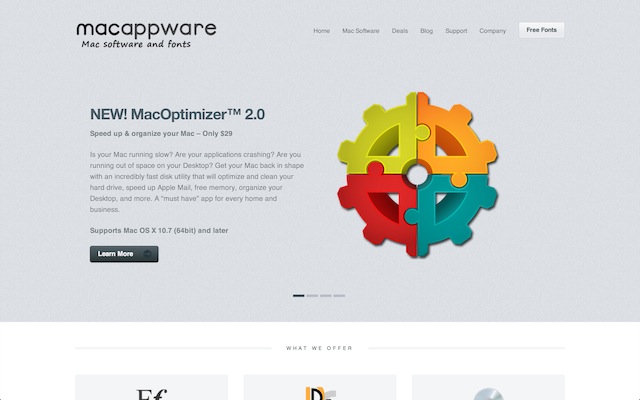 macappware
Mac software and fonts
Home Mac Software Deals Blog Support Company Free Fonts
NEW! MacOptimizer™ 2.0
Speed up & organize your Mac – Only $29
Is your Mac running slow? Are your applications crashing? Are you
running out of space on your Desktop? Get your Mac back in shape
with an incredibly fast disk utility that will optimize and clean your
hard drive, speed up Apple Mail, free memory, organize your
Desktop, and more. A "must have" app for every home and
business.
Supports Mac OS X 10.7 (64bit) and later
Learn More
WHAT WE OFFER